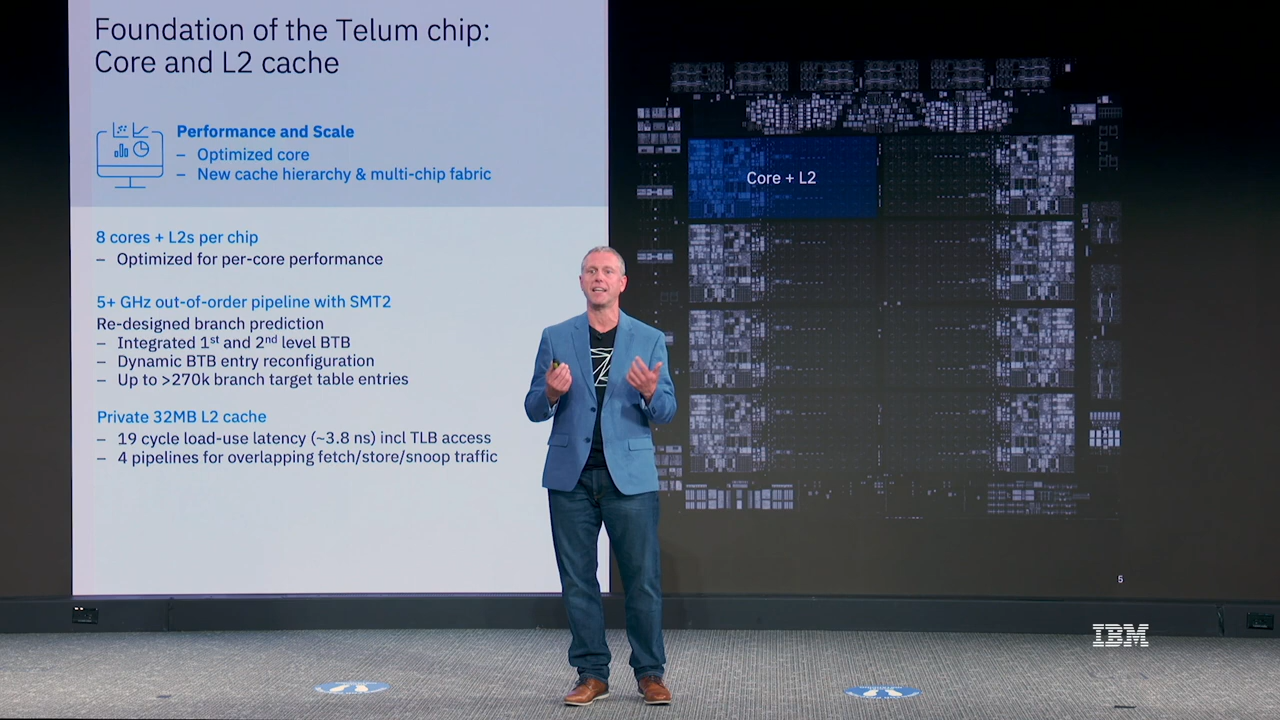 Foundation of the Telum chip:
Core and L2 cache
Performance and Scale
– Optimized core
– New cache hierarchy & multi-chip fabric
8 cores + L2s per chip
– Optimized for per-core performance
5+ GHz out-of-order pipeline with SMT2
Re-designed branch prediction
– Integrated 1st and 2nd level BTB
– Dynamic BTB entry reconfiguration
– Up to >270k branch target table entries
Private 32MB L2 cache
– 19 cycle load-use latency (~3.8 ns) incl TLB access
– 4 pipelines for overlapping fetch/store/snoop traffic
Core + L2
5
IBM